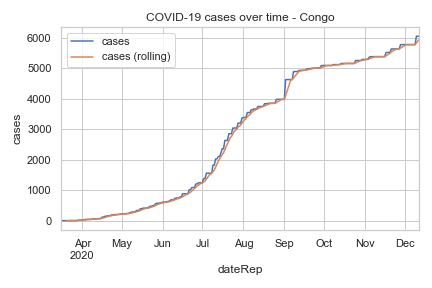 COVID-19 cases over time - Congo
cases
cases (rolling)
6000
5000
4000
3000
2000
1000
0
cases
Apr May Jun Jul Aug Sep Oct Nov Dec
2020
dateRep